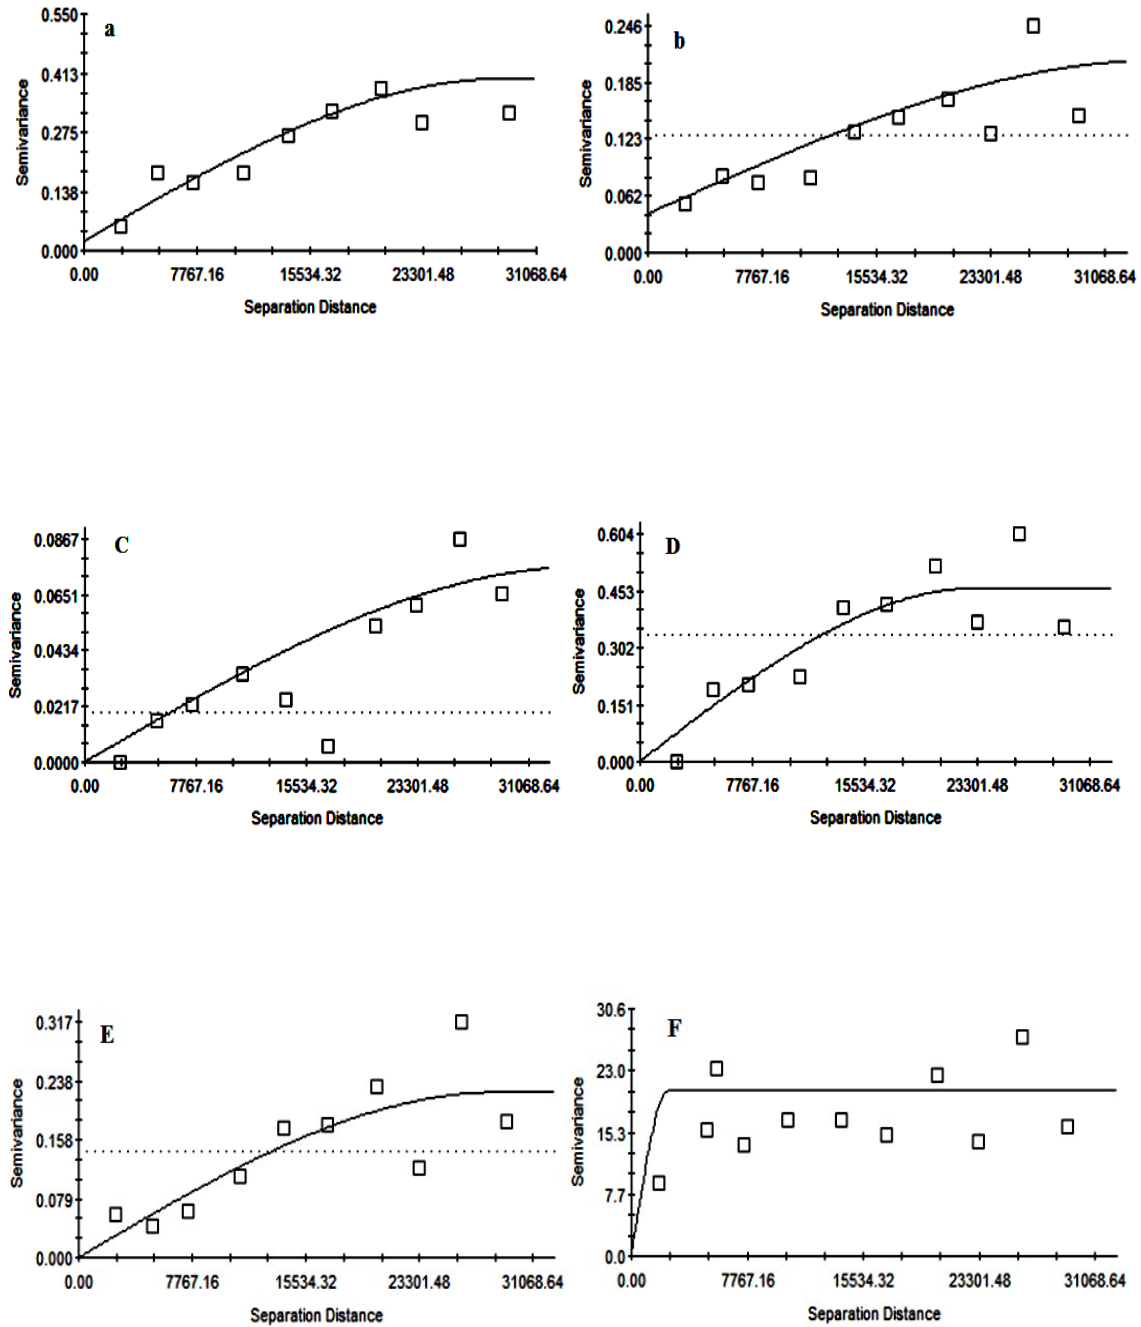 a
0.550
0.413
0.275
0.138
0.000
Semivariance
0.00 7767.16 15534.32 23301.48 31068.64
Separation Distance
b
0.246
0.185
0.123
0.062
0.000
Semivariance
0.00 7767.16 15534.32 23301.48 31068.64
Separation Distance
C
0.0867
0.0651
0.0434
0.0217
0.0000
Semivariance
0.00 7767.16 15534.32 23301.48 31068.64
Separation Distance
D
0.604
0.453
0.302
0.151
0.000
Semivariance
0.00 7767.16 15534.32 23301.48 31068.64
Separation Distance
E
0.317
0.238
0.158
0.079
0.000
Semivariance
0.00 7767.16 15534.32 23301.48 31068.64
Separation Distance
F
30.6
23.0
15.3
7.7
0.0
Semivariance
0.00 7767.16 15534.32 23301.48 31068.64
Separation Distance